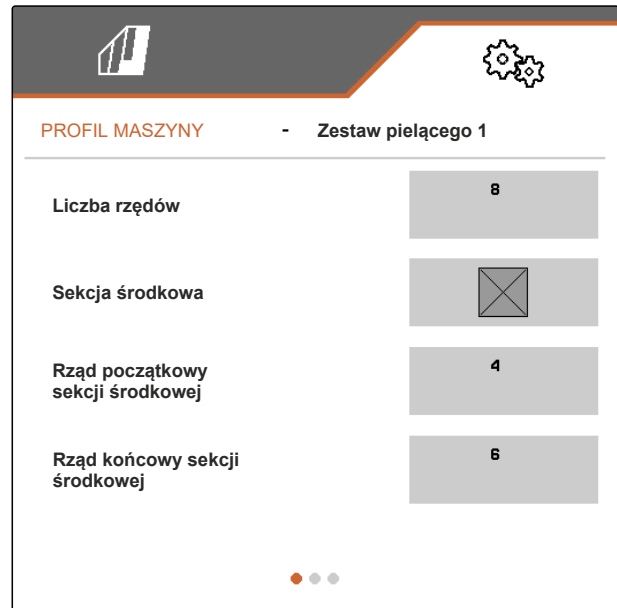 PROFIL MASZYNY - Zestaw pielącego 1
Liczba rzędów 8
Sekcja środkowa
Rząd początkowy
sekcji środkowej
4
Rząd końcowy sekcji
środkowej
6